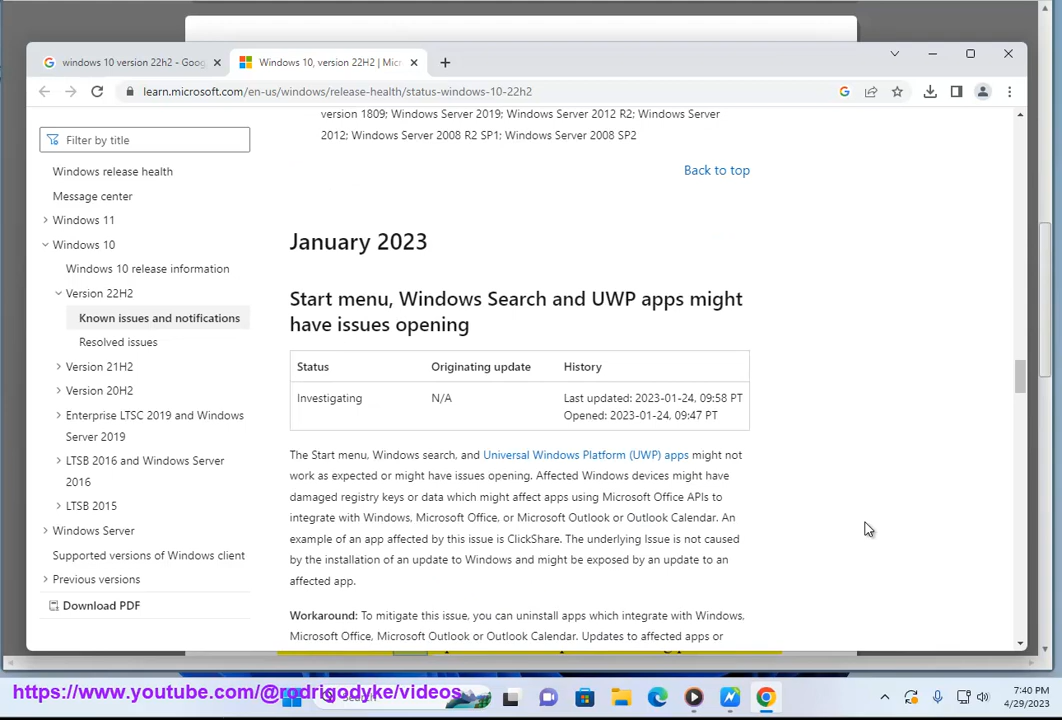 windows 10 version 22h2 - Goog
Windows 10, version 22H2 | Micr
learn.microsoft.com/en-us/windows/release-health/status-windows-10-22h2
Filter by title
Windows release health
Message center
Windows 11
Windows 10
Windows 10 release information
Version 22H2
Known issues and notifications
Resolved issues
Version 21H2
Version 20H2
Enterprise LTSC 2019 and Windows
Server 2019
LTSB 2016 and Windows Server
2016
LTSB 2015
Windows Server
Supported versions of Windows client
Previous versions
Download PDF
version 1809; Windows Server 2019; Windows Server 2012 R2; Windows Server
2012; Windows Server 2008 R2 SP1; Windows Server 2008 SP2
Back to top
January 2023
Start menu, Windows Search and UWP apps might
have issues opening
Status Originating update History
Investigating N/A Last updated: 2023-01-24, 09:58 PT
Opened: 2023-01-24, 09:47 PT
The Start menu, Windows search, and Universal Windows Platform (UWP) apps might not
work as expected or might have issues opening. Affected Windows devices might have
damaged registry keys or data which might affect apps using Microsoft Office APIs to
integrate with Windows, Microsoft Office, or Microsoft Outlook or Outlook Calendar. An
example of an app affected by this issue is ClickShare. The underlying Issue is not caused
by the installation of an update to Windows and might be exposed by an update to an
affected app.
Workaround: To mitigate this issue, you can uninstall apps which integrate with Windows,
Microsoft Office, Microsoft Outlook or Outlook Calendar. Updates to affected apps or
https://www.youtube.com/@rodrigodyke/videos
7:40 PM
4/29/2023